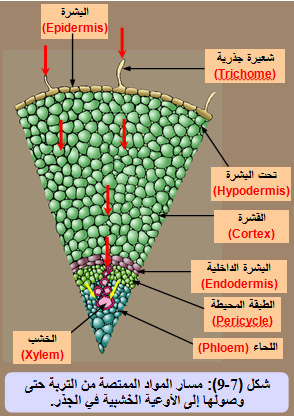 البشرة
(Epidermis)
شعيرة جذرية
(Trichome)
تحت البشرة
(Hypodermis)
القشرة
(Cortex)
البشرة الداخلية
(Endodermis)
الطبقة المحيطة
(Pericycle)
اللحاء (Phloem)
الخشب
(Xylem)
شكل (7-9): مسار المواد الممتصة من التربة حتى
وصولها إلى الأوعية الخشبية في الجذر.